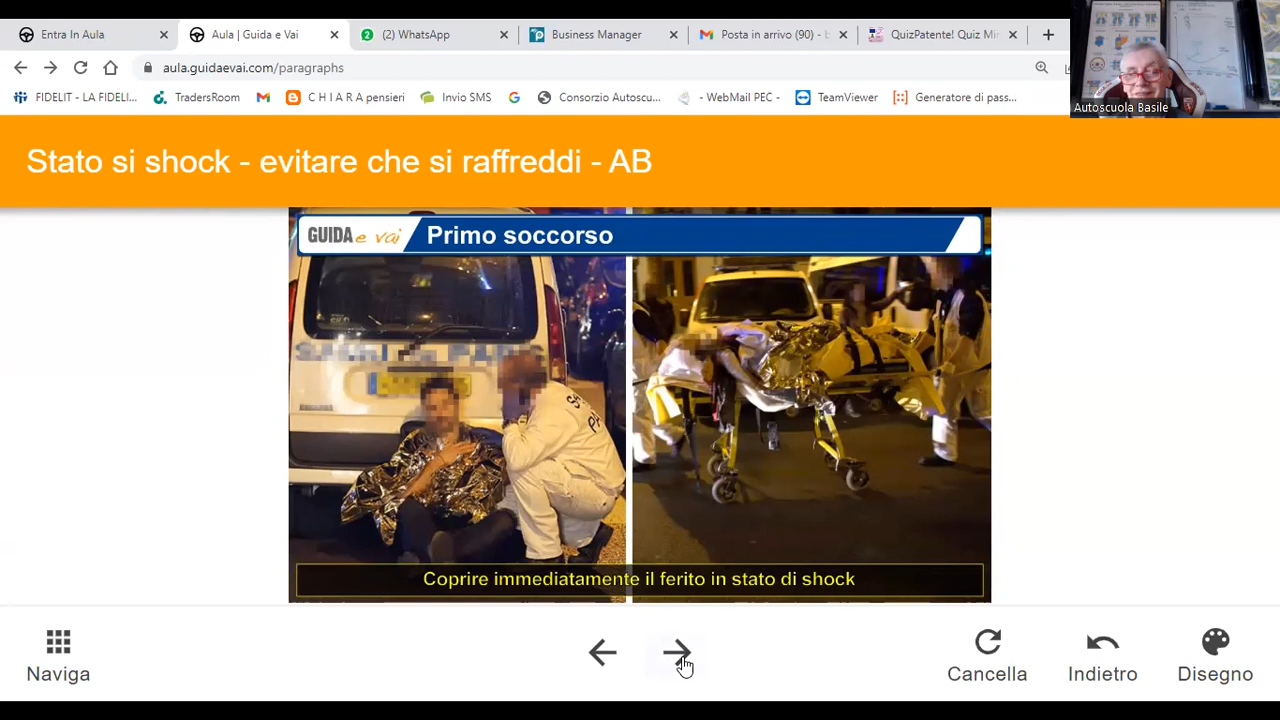 Entra In Aula
Aula | Guida e Vai
(2) WhatsApp
Business Manager
Posta in arrivo (90) - b
QuizPatente! Quiz Mi
aula.guidaevai.com/paragraphs
FIDELIT - LA FIDELI...
TradersRoom
C H I A R A pensieri
Invio SMS
Consorzio Autoscu...
- WebMail PEC -
TeamViewer
Generatore di pass...
Autoscuola Basile
Stato si shock - evitare che si raffreddi - AB
GUIDA e vai
Primo soccorso
Coprire immediatamente il ferito in stato di shock
Naviga
Cancella
Indietro
Disegno